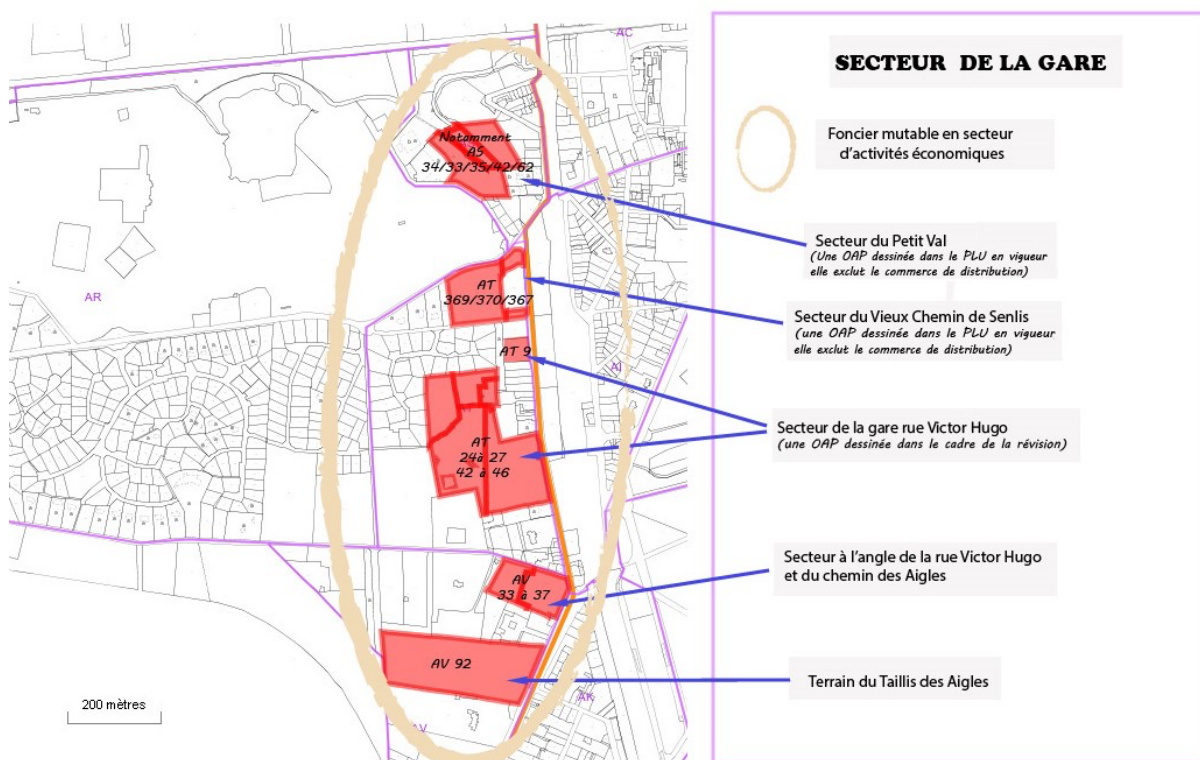 SECTEUR DE LA GARE
Foncier mutable en secteur
d'activités économiques
Secteur du Petit Val
(Une OAP dessinée dans le PLU en vigueur
elle exclut le commerce de distribution)
Secteur du Vieux Chemin de Senlis
(une OAP dessinée dans le PLU en vigueur
elle exclut le commerce de distribution)
Secteur de la gare rue Victor Hugo
(une OAP dessinée dans le cadre de la révision)
Secteur à l'angle de la rue Victor Hugo
et du chemin des Aigles
Terrain du Taillis des Aigles
AC
Notamment
AS
34/33/35/42/62
AR
AT
369/370/367
AT 9
AI
AT
24à 27
42 à 46
AV
33 à 37
AV 92
AK
AV
200 mètres